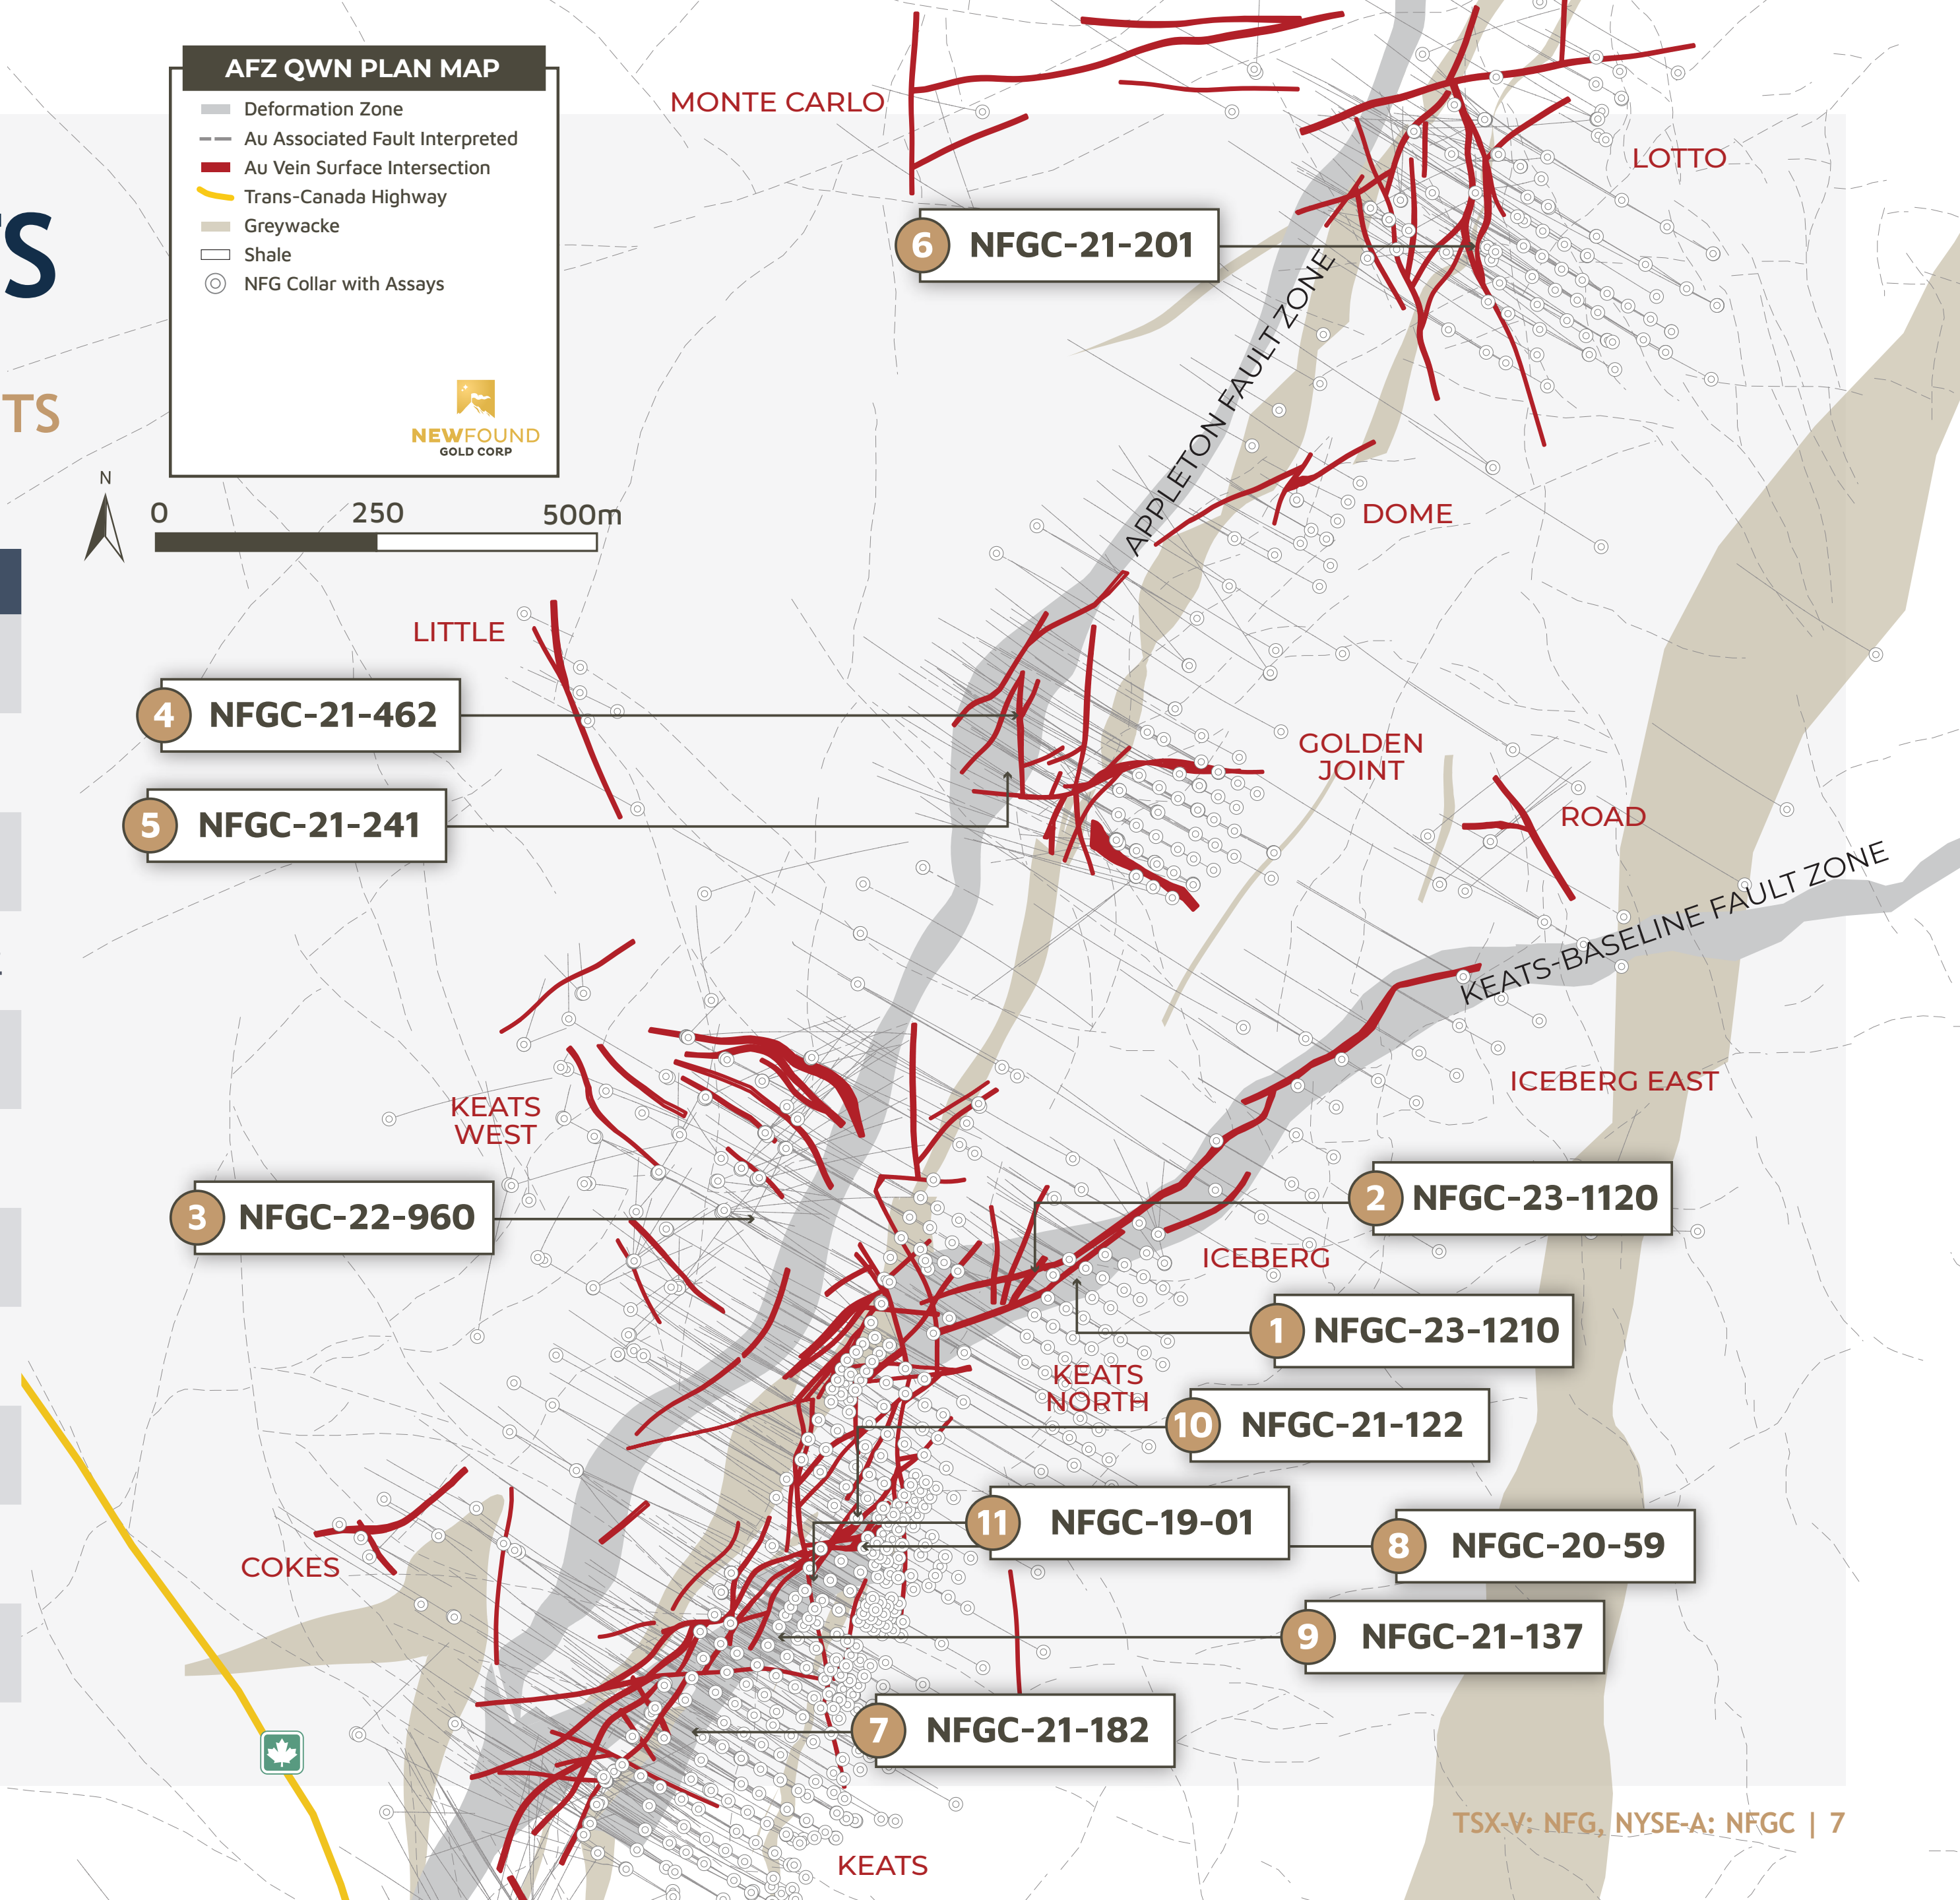 AFZ QWN PLAN MAP
Deformation Zone
Au Associated Fault Interpreted
Au Vein Surface Intersection
Trans-Canada Highway
Greywacke
Shale
NFG Collar with Assays
NEWFOUND
GOLD CORP
S
TS
N
0 250 500m
MONTE CARLO
LOTTO
6 NFGC-21-201
APPLETON FAULT ZONE
DOME
LITTLE
4 NFGC-21-462
5 NFGC-21-241
GOLDEN
JOINT
ROAD
KEATS-BASELINE FAULT ZONE
ICEBERG EAST
KEATS
WEST
3 NFGC-22-960
2 NFGC-23-1120
ICEBERG
1 NFGC-23-1210
KEATS
NORTH
10 NFGC-21-122
11 NFGC-19-01
8 NFGC-20-59
COKES
9 NFGC-21-137
7 NFGC-21-182
TSX-V: NFG, NYSE-A: NFGC | 7
KEATS